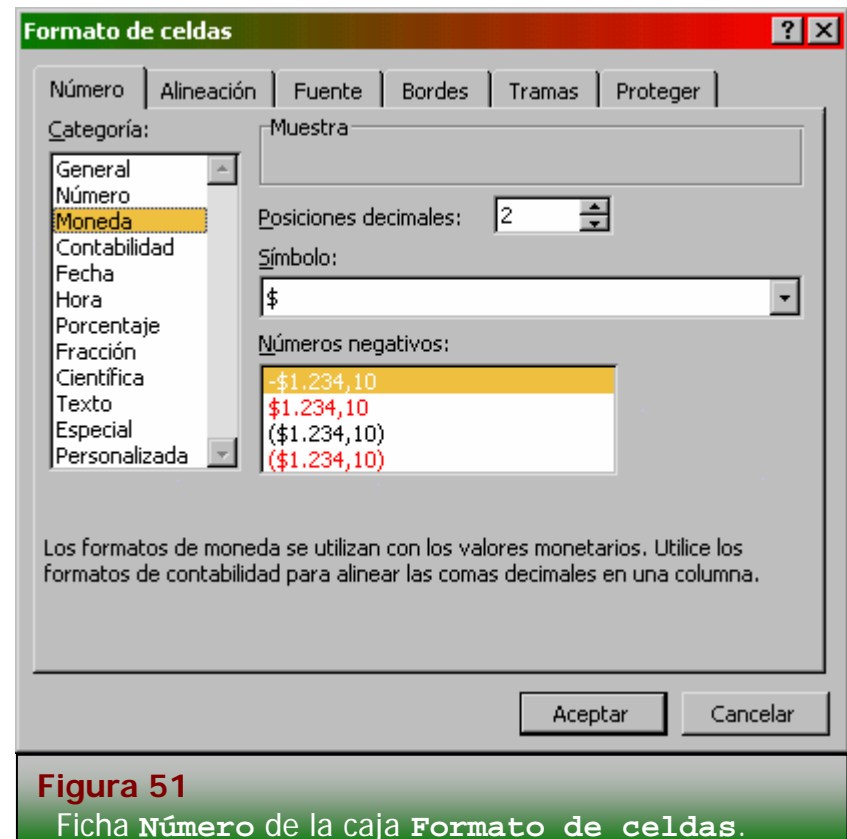 Formato de celdas
Número Alineación Fuente Bordes Tramas Proteger
Categoría:
General
Número
Moneda
Contabilidad
Fecha
Hora
Porcentaje
Fracción
Científica
Texto
Especial
Personalizada
Muestra
Posiciones decimales: 2
Símbolo:
$
Números negativos:
-$1.234,10
$1.234,10
($1.234,10)
($1.234,10)
Los formatos de moneda se utilizan con los valores monetarios. Utilice los
formatos de contabilidad para alinear las comas decimales en una columna.
Aceptar Cancelar
Figura 51
Ficha Número de la caja Formato de celdas.